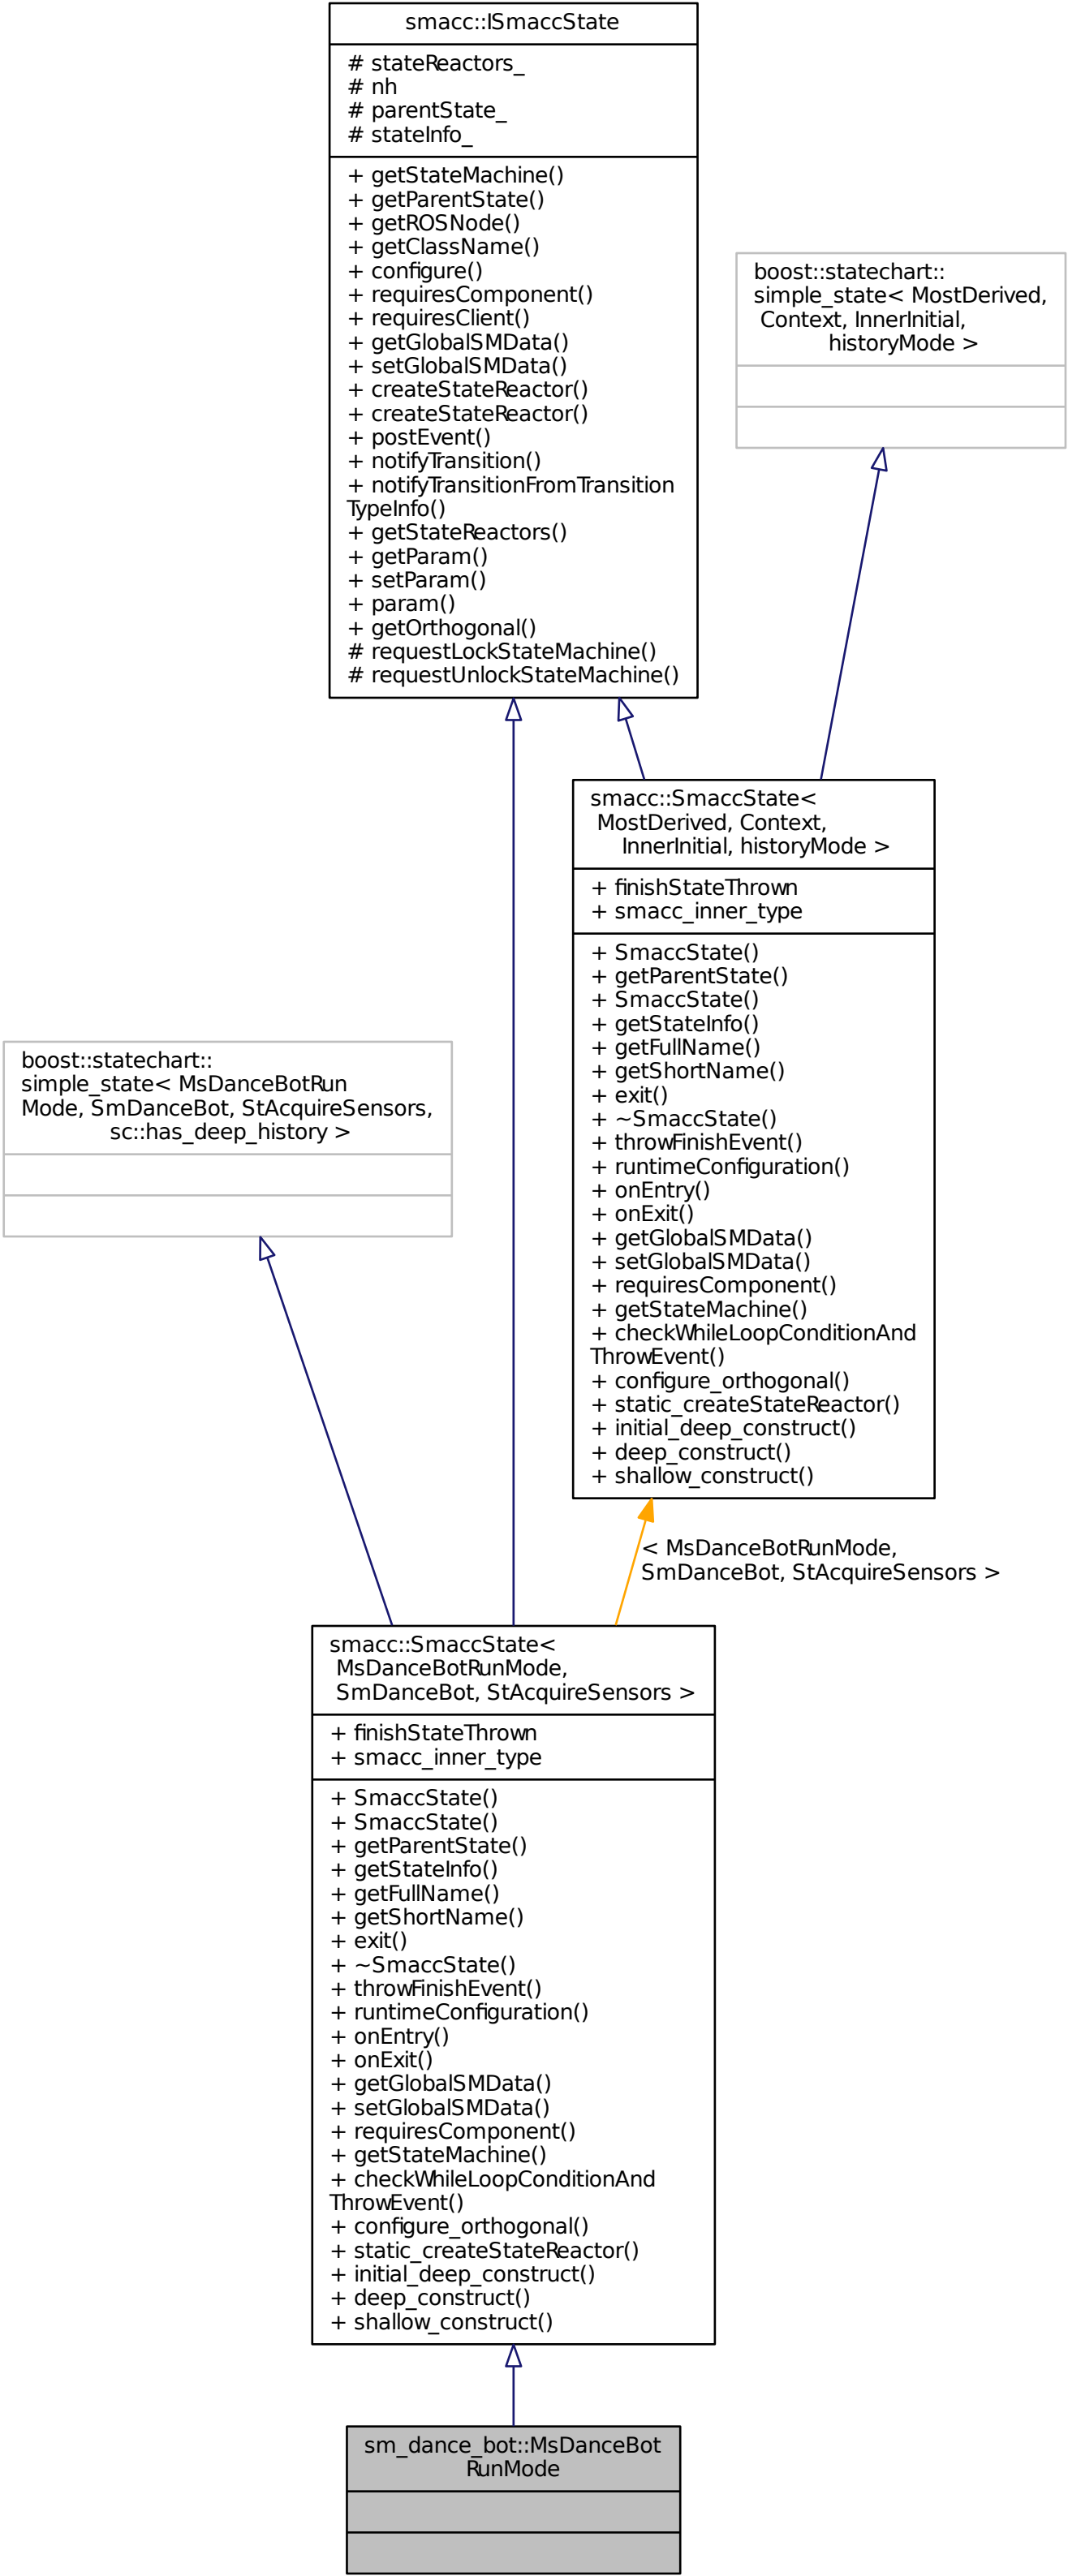 smacc::ISmaccState
# stateReactors_
# nh
# parentState_
# stateInfo_
+ getStateMachine()
+ getParentState()
+ getROSNode()
+ getClassName()
+ configure()
+ requiresComponent()
+ requiresClient()
+ getGlobalSMData()
+ setGlobalSMData()
+ createStateReactor()
+ createStateReactor()
+ postEvent()
+ notifyTransition()
+ notifyTransitionFromTransition
TypeInfo()
+ getStateReactors()
+ getParam()
+ setParam()
+ param()
+ getOrthogonal()
# requestLockStateMachine()
# requestUnlockStateMachine()
boost::statechart::
simple_state< MostDerived,
Context, InnerInitial,
historyMode >
smacc::SmaccState<
MostDerived, Context,
InnerInitial, historyMode >
+ finishStateThrown
+ smacc_inner_type
+ SmaccState()
+ getParentState()
+ SmaccState()
+ getStateInfo()
+ getFullName()
+ getShortName()
+ exit()
+ ~SmaccState()
+ throwFinishEvent()
+ runtimeConfiguration()
+ onEntry()
+ onExit()
+ getGlobalSMData()
+ setGlobalSMData()
+ requiresComponent()
+ getStateMachine()
+ checkWhileLoopConditionAnd
ThrowEvent()
+ configure_orthogonal()
+ static_createStateReactor()
+ initial_deep_construct()
+ deep_construct()
+ shallow_construct()
boost::statechart::
simple_state< MsDanceBotRun
Mode, SmDanceBot, StAcquireSensors,
sc::has_deep_history >
< MsDanceBotRunMode,
SmDanceBot, StAcquireSensors >
smacc::SmaccState<
MsDanceBotRunMode,
SmDanceBot, StAcquireSensors >
+ finishStateThrown
+ smacc_inner_type
+ SmaccState()
+ SmaccState()
+ getParentState()
+ getStateInfo()
+ getFullName()
+ getShortName()
+ exit()
+ ~SmaccState()
+ throwFinishEvent()
+ runtimeConfiguration()
+ onEntry()
+ onExit()
+ getGlobalSMData()
+ setGlobalSMData()
+ requiresComponent()
+ getStateMachine()
+ checkWhileLoopConditionAnd
ThrowEvent()
+ configure_orthogonal()
+ static_createStateReactor()
+ initial_deep_construct()
+ deep_construct()
+ shallow_construct()
sm_dance_bot::MsDanceBot
RunMode